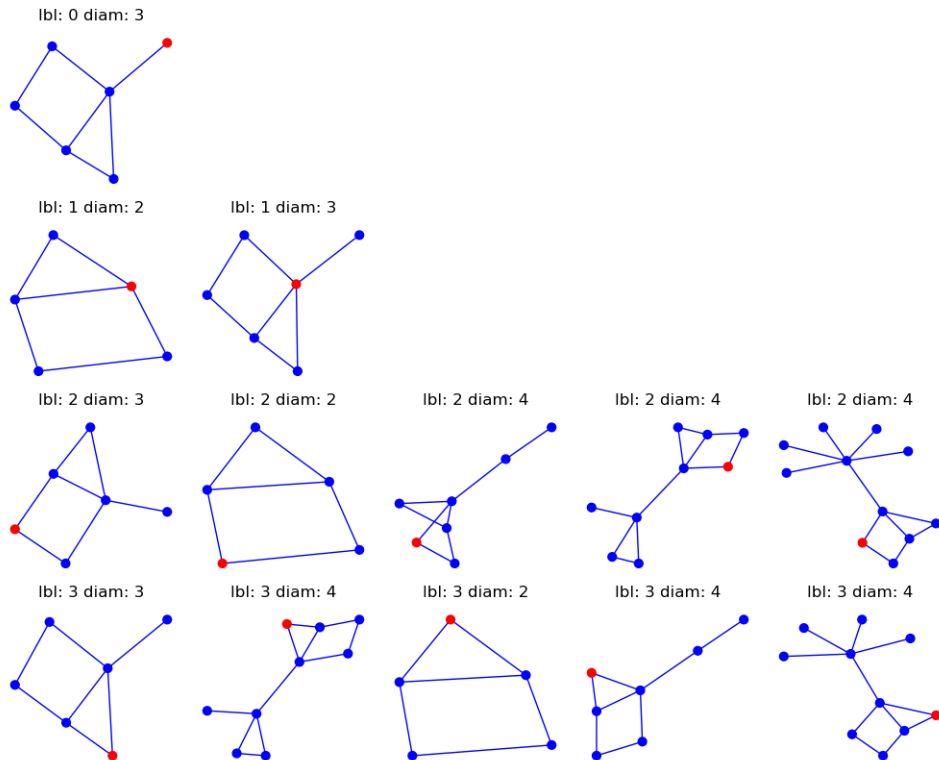 lbl: 0 diam: 3
lbl: 1 diam: 2
lbl: 1 diam: 3
lbl: 2 diam: 3
lbl: 2 diam: 2
lbl: 2 diam: 4
lbl: 2 diam: 4
lbl: 2 diam: 4
lbl: 3 diam: 3
lbl: 3 diam: 4
lbl: 3 diam: 2
lbl: 3 diam: 4
lbl: 3 diam: 4